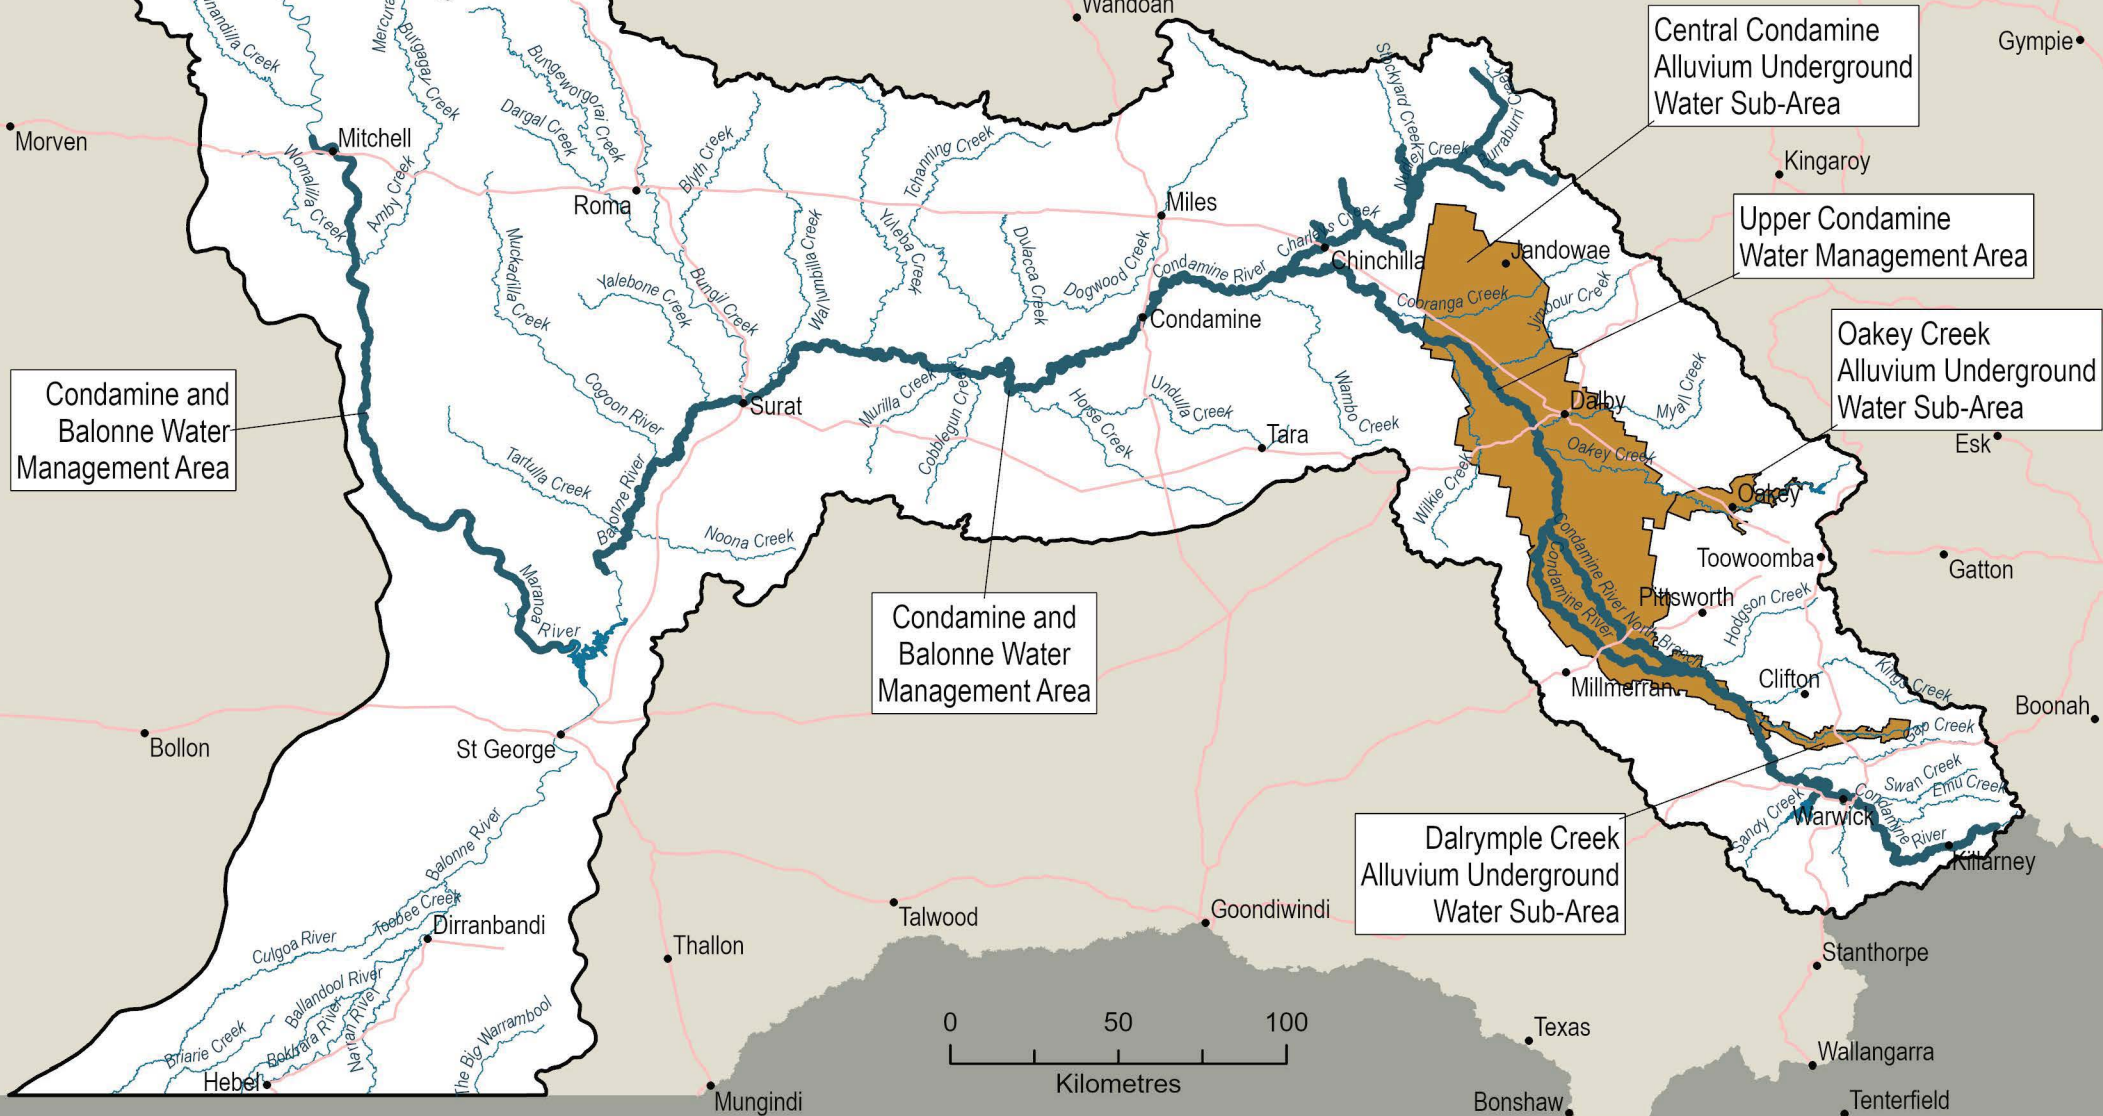 Wandoan
Gympie
Mercura
Burgagay Creek
Bungeworgorai Creek
Stockyard Creek
Creek
Central Condamine
Alluvium Underground
Water Sub-Area
Morven
Mitchell
Dargal Creek
Blyth Creek
Tchanning Creek
Burraburri
Creek
Kingaroy
Womalilla Creek
Amby Creek
Roma
Miles
Upper Condamine
Water Management Area
Muckadilla Creek
Yuleba Creek
Dulacca Creek
Dogwood Creek
Condamine River
Charleys Creek
Chinchilla
Jandowae
Yalebone Creek
Bungil Creek
Wallumbilla Creek
Condamine
Cooranga Creek
Jimbour Creek
Oakey Creek
Alluvium Underground
Water Sub-Area
Condamine and
Balonne Water
Management Area
Cogoon River
Surat
Murilla Creek
Cobblegun Creek
Horse Creek
Undulla Creek
Wambo Creek
Dalby
Myall Creek
Tara
Esk
Tartulla Creek
Balonne River
Wilkie Creek
Oakey Creek
Oakey
Noona Creek
Toowoomba
Gatton
Maranoa
River
Condamine and
Balonne Water
Management Area
Condamine River
Condamine River North Branch
Pittsworth
Hodgson Creek
Millmerran
Clifton
Kings Creek
Boonah
Bollon
St George
Gap Creek
Swan Creek
Emu Creek
Sandy Creek
Warwick
Condamine
River
Killarney
Dalrymple Creek
Alluvium Underground
Water Sub-Area
Balonne River
Toobee Creek
Culgoa River
Dirranbandi
Talwood
Goondiwindi
Thallon
Stanthorpe
Ballandool River
Bokhara River
Narran River
Briarie Creek
The Big Warrambool
Hebel
0 50 100
Kilometres
Texas
Wallangarra
Mungindi
Bonshaw
Tenterfield